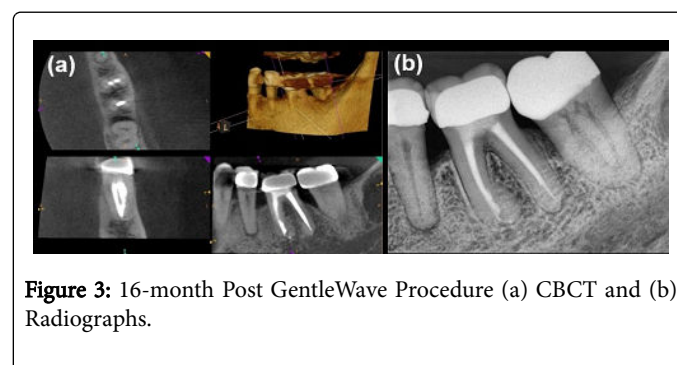 (a)
(b)
Figure 3: 16-month Post GentleWave Procedure (a) CBCT and (b)
Radiographs.